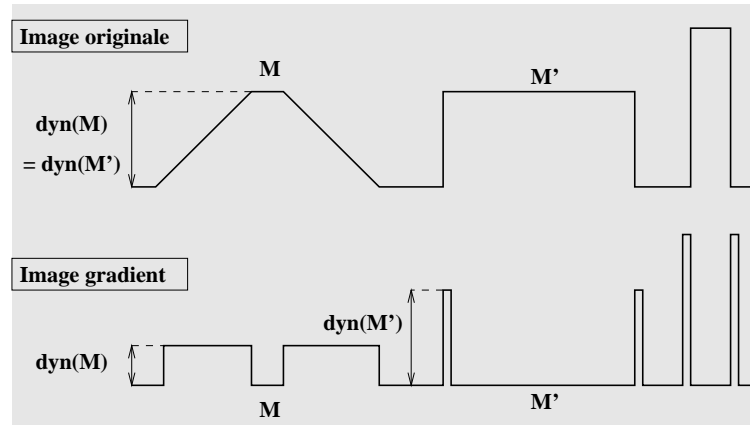 Image originale
M
M'
dyn(M)
= dyn(M')
Image gradient
dyn(M')
dyn(M)
M
M'